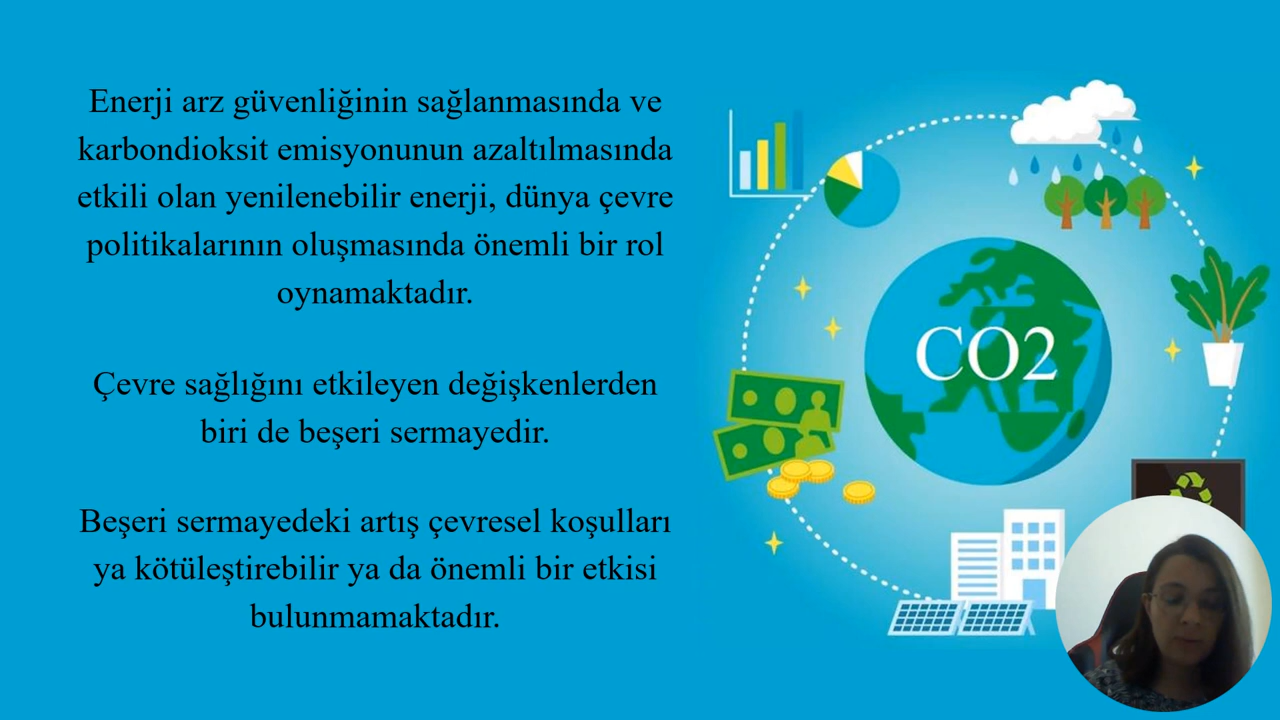 Enerji arz güvenliğinin sağlanmasında ve
karbondioksit emisyonunun azaltılmasında
etkili olan yenilenebilir enerji, dünya çevre
politikalarının oluşmasında önemli bir rol
oynamaktadır.
Çevre sağlığını etkileyen değişkenlerden
biri de beşeri sermayedir.
Beşeri sermayedeki artış çevresel koşulları
ya kötüleştirebilir ya da önemli bir etkisi
bulunmamaktadır.
CO2